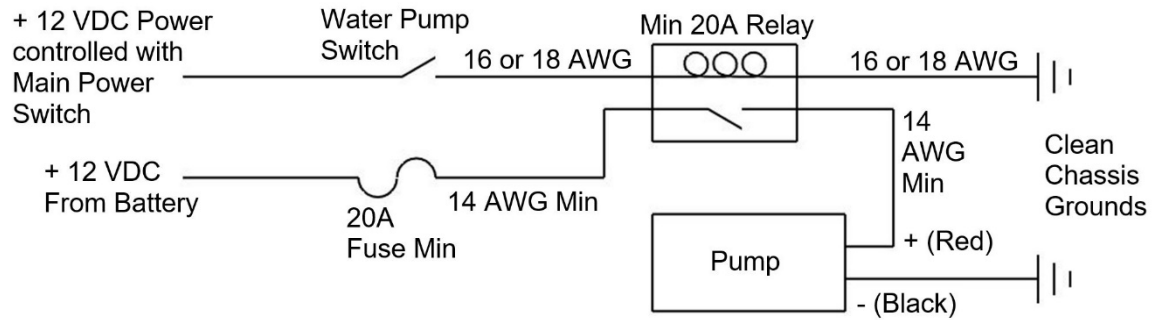 + 12 VDC Power
controlled with
Main Power
Switch
Water Pump
Switch
16 or 18 AWG
Min 20A Relay
16 or 18 AWG
+ 12 VDC
From Battery
20A
Fuse Min
14 AWG Min
14
AWG
Min
Clean
Chassis
Grounds
Pump
+ (Red)
- (Black)